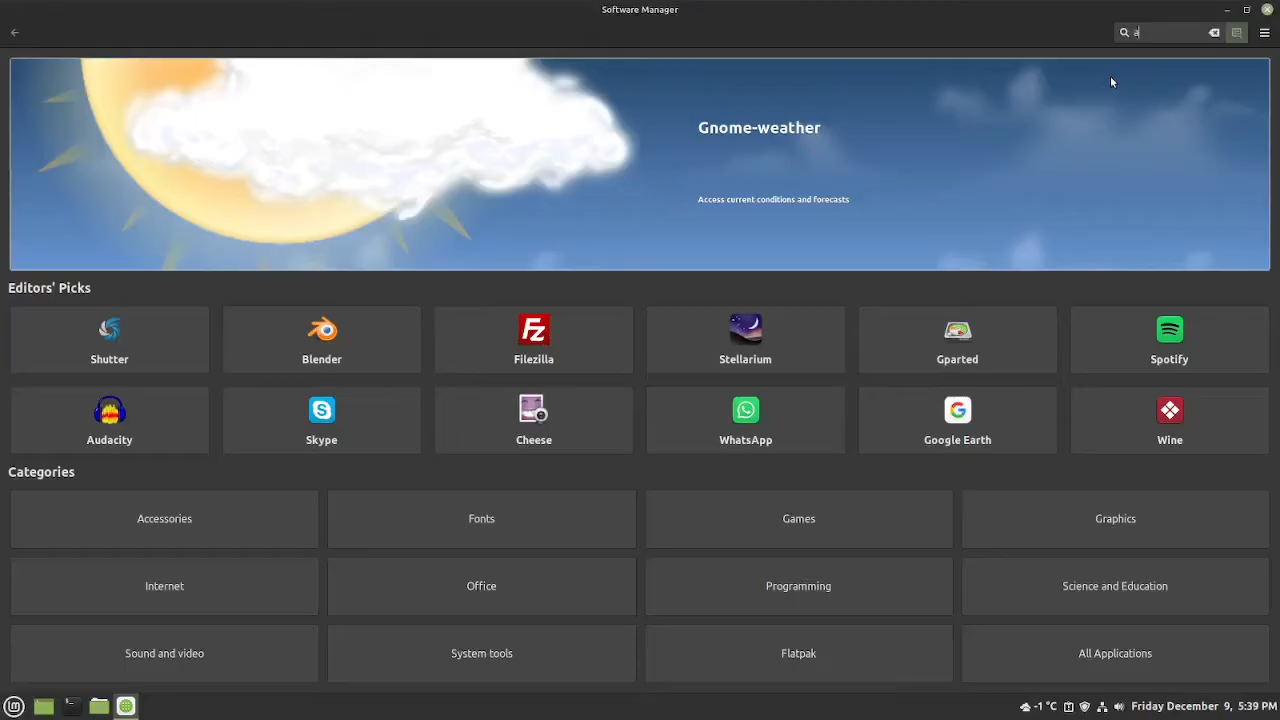 Software Manager
a
Gnome-weather
Access current conditions and forecasts
Editors' Picks
Shutter
Blender
Filezilla
Stellarium
Gparted
Spotify
Audacity
Skype
Cheese
WhatsApp
Google Earth
Wine
Categories
Accessories
Fonts
Games
Graphics
Internet
Office
Programming
Science and Education
Sound and video
System tools
Flatpak
All Applications
-1 °C
Friday December 9, 5:39 PM